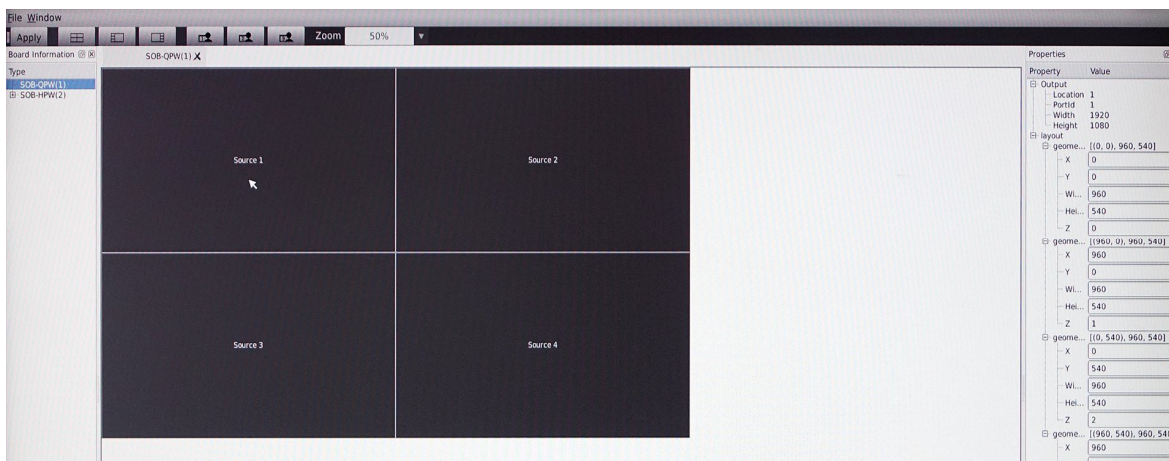 File Window
Apply Zoom 50%
Board Information
Type
SOB-QPW(1)
SOB-HPW(2)
SOB-QPW(1) X
Source 1
Source 2
Source 3
Source 4
Properties
Property Value
Output
Location 1
PortId 1
Width 1920
Height 1080
layout
geome... [(0, 0), 960, 540]
X 0
Y 0
Wi... 960
Hei... 540
Z 0
geome... [(960, 0), 960, 540]
X 960
Y 0
Wi... 960
Hei... 540
Z 1
geome... [(0, 540), 960, 540]
X 0
Y 540
Wi... 960
Hei... 540
Z 2
geome... [(960, 540), 960, 54
X 960